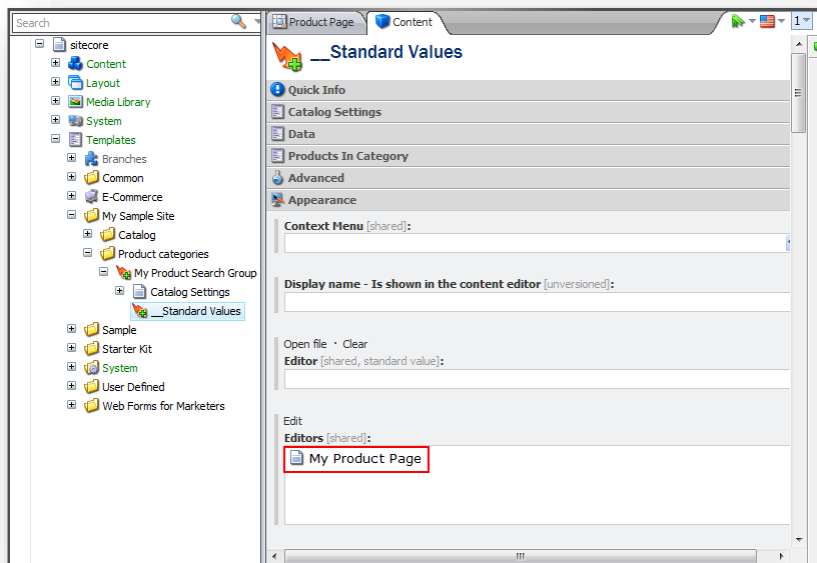 Search
sitecore
Content
Layout
Media Library
System
Templates
Branches
Common
E-Commerce
My Sample Site
Catalog
Product categories
My Product Search Group
Catalog Settings
__Standard Values
Sample
Starter Kit
System
User Defined
Web Forms for Marketers
Product Page
Content
1
__Standard Values
Quick Info
Catalog Settings
Data
Products In Category
Advanced
Appearance
Context Menu [shared]:
Display name - Is shown in the content editor [unversioned]:
Open file · Clear
Editor [shared, standard value]:
Edit
Editors [shared]:
My Product Page